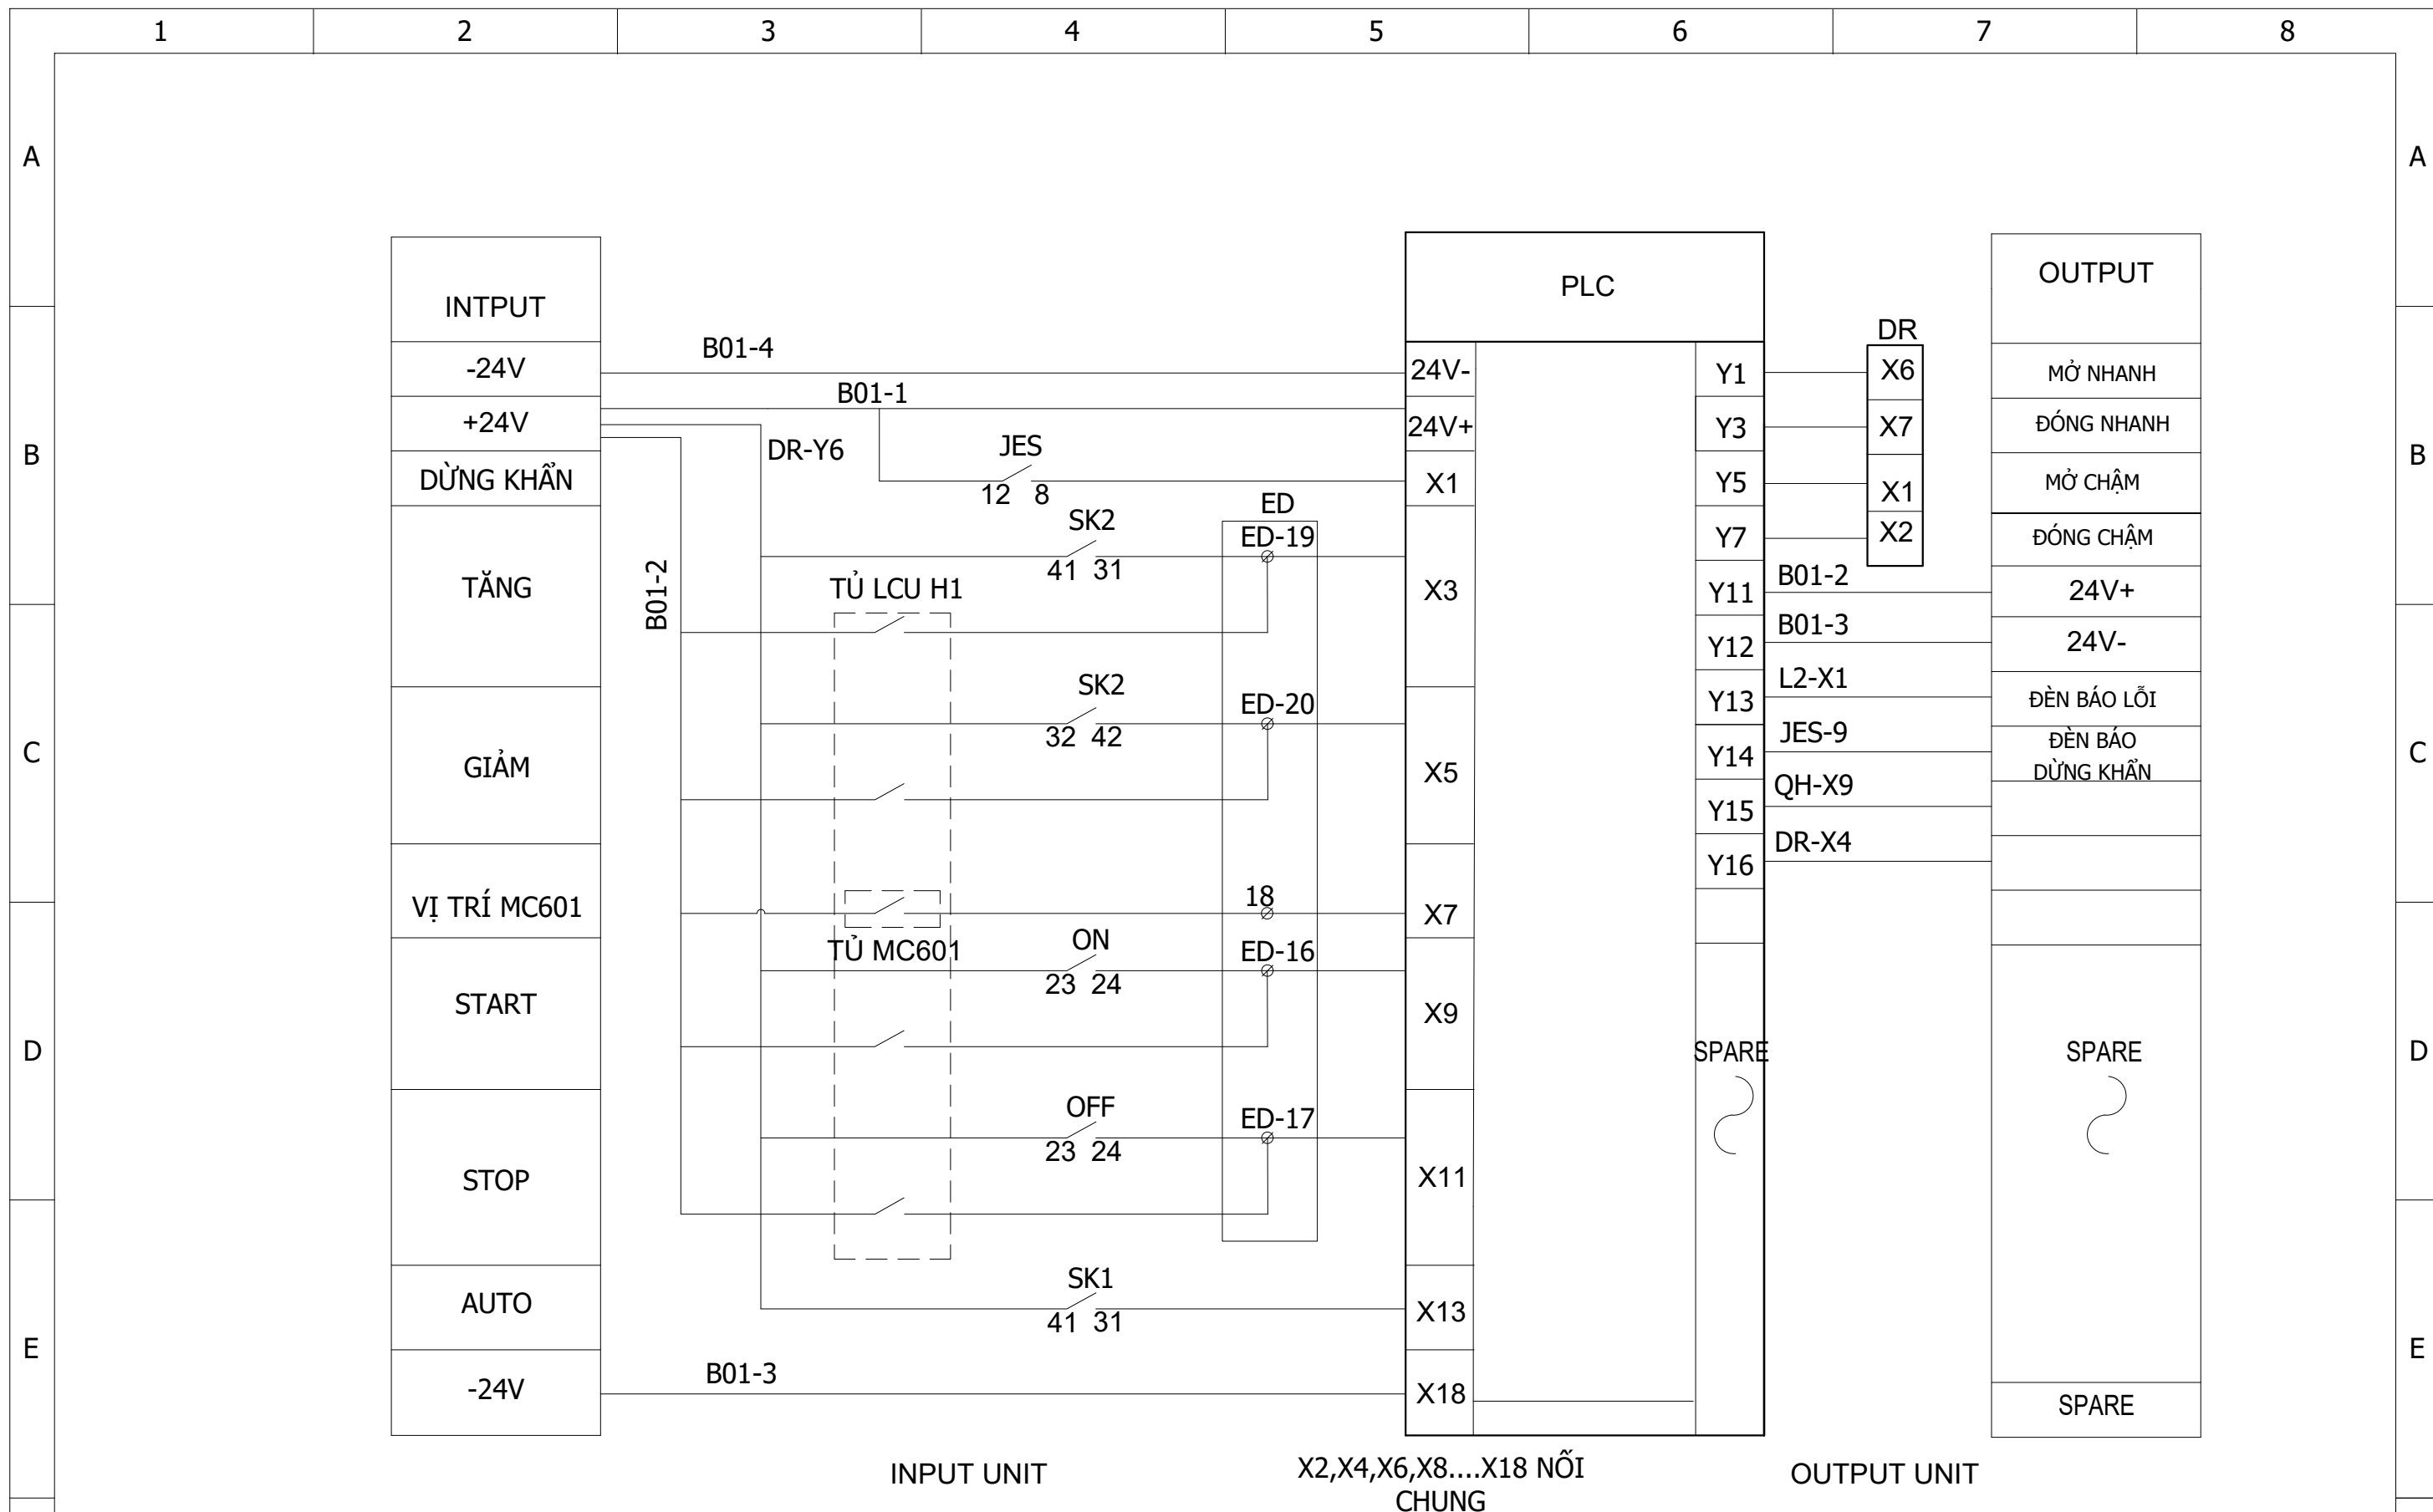 1 2 3 4 5 6 7 8
A A
B B
C C
D D
E E
INTPUT
-24V
+24V
DỪNG KHẨN
TĂNG
GIẢM
VỊ TRÍ MC601
START
STOP
AUTO
-24V
B01-4
B01-1
DR-Y6
JES
12 8
B01-2
SK2
41 31
TỦ LCU H1
SK2
32 42
TỦ MC601
ON
23 24
OFF
23 24
SK1
41 31
B01-3
ED
ED-19
ED-20
18
ED-16
ED-17
PLC
24V-
24V+
X1
X3
X5
X7
X9
X11
X13
X18
Y1
Y3
Y5
Y7
Y11
Y12
Y13
Y14
Y15
Y16
SPARE
DR
X6
X7
X1
X2
B01-2
B01-3
L2-X1
JES-9
QH-X9
DR-X4
OUTPUT
MỞ NHANH
ĐÓNG NHANH
MỞ CHẬM
ĐÓNG CHẬM
24V+
24V-
ĐÈN BÁO LỖI
ĐÈN BÁO
DỪNG KHẨN
SPARE
SPARE
INPUT UNIT
X2,X4,X6,X8....X18 NỐI
CHUNG
OUTPUT UNIT